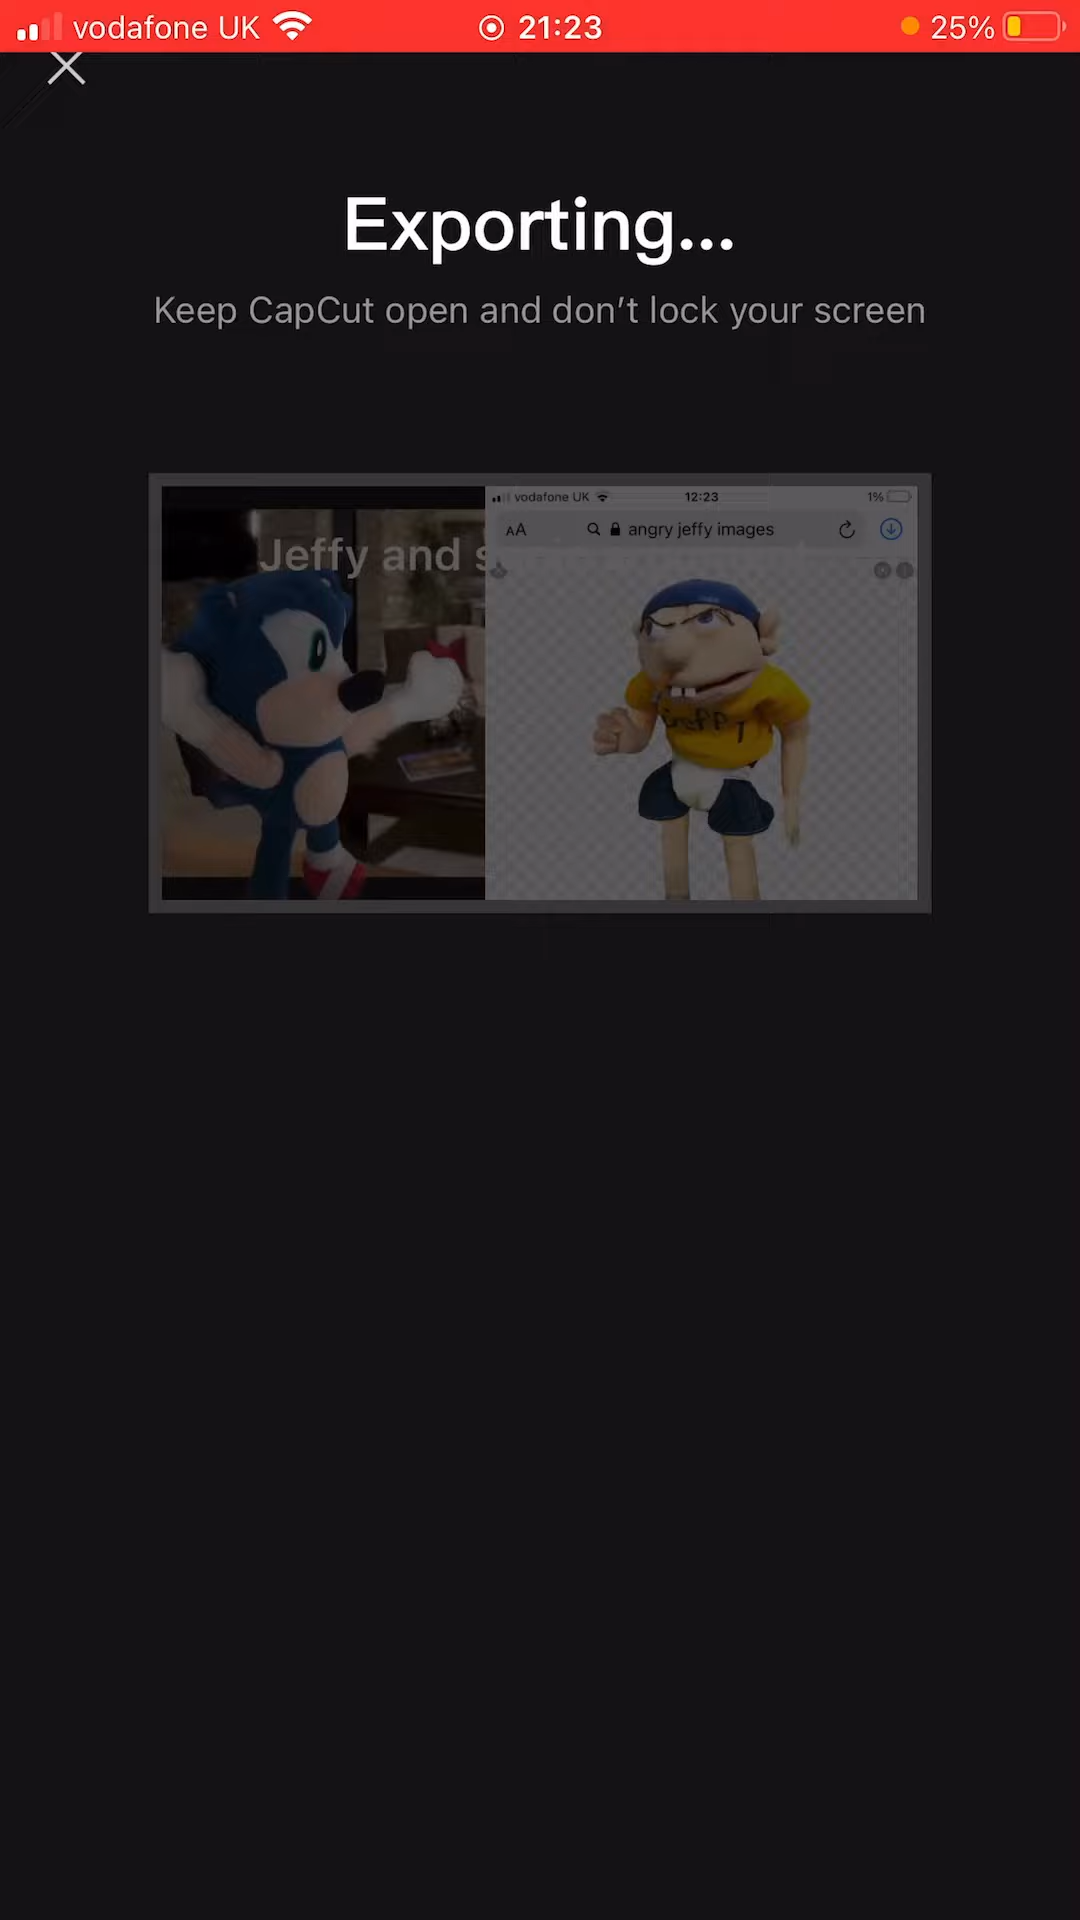 vodafone UK 21:23 25%
Exporting...
Keep CapCut open and don't lock your screen
vodafone UK 12:23 1%
AA angry jeffy images
Jeffy and s